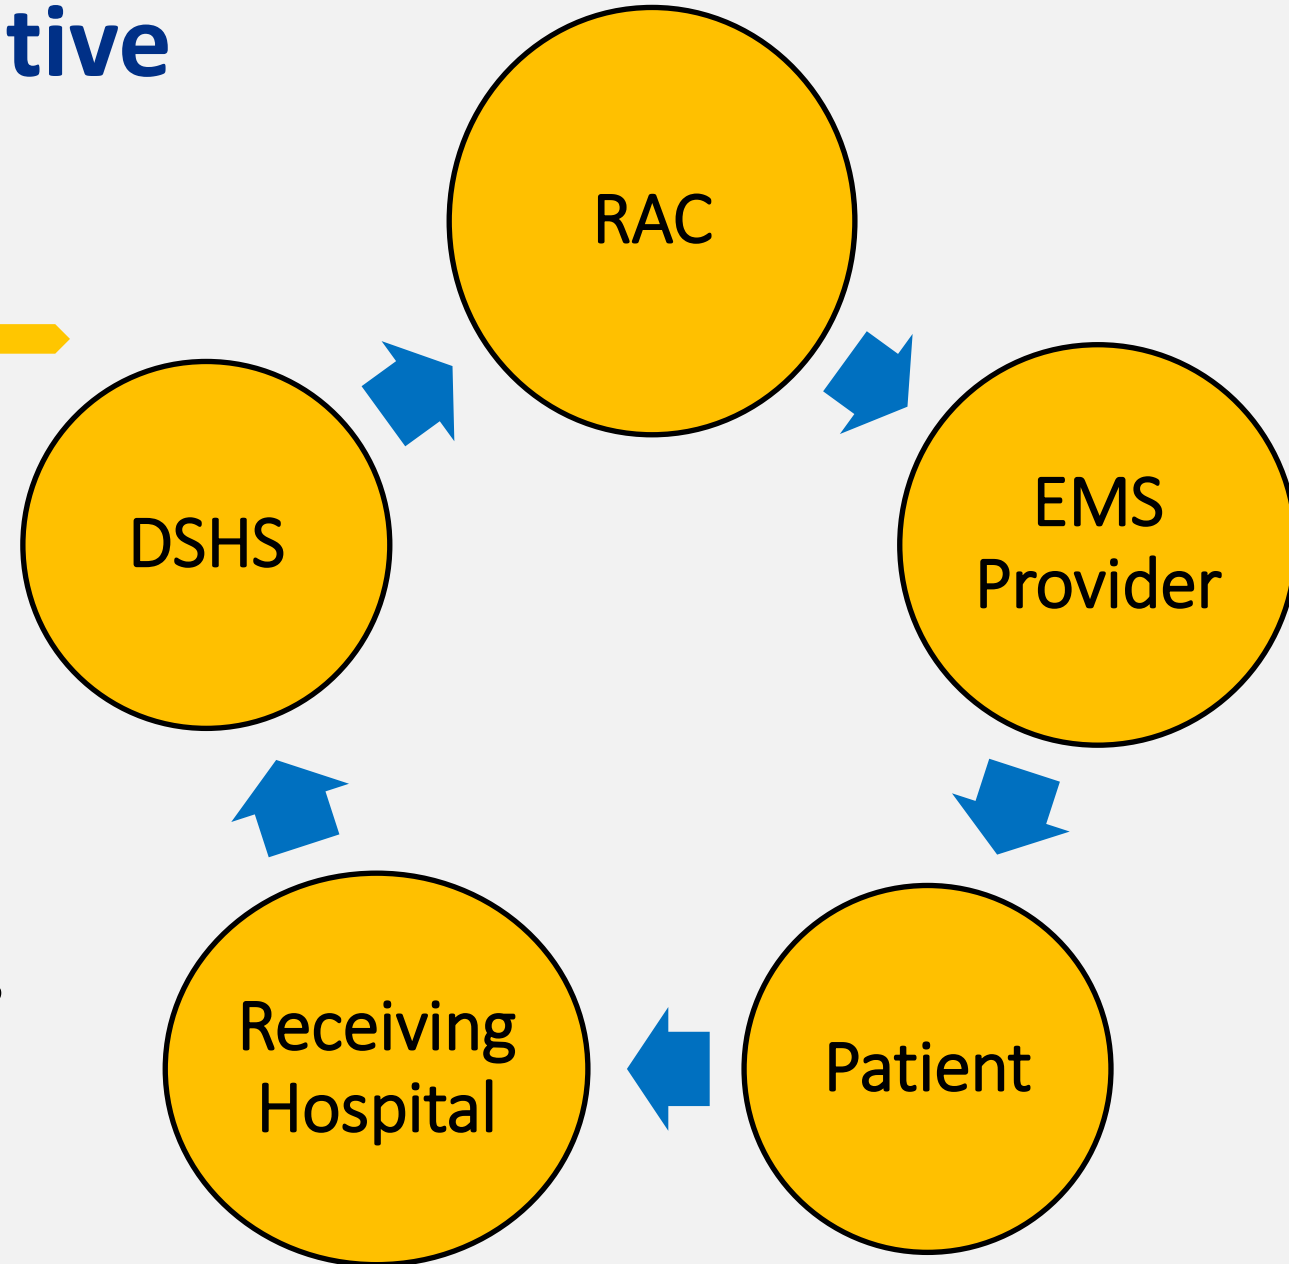 tive
RAC
EMS
Provider
DSHS
Receiving
Hospital
Patient